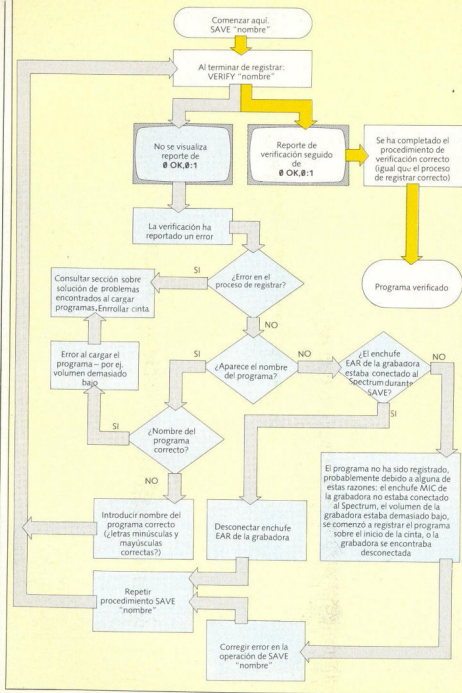 Comenzar aquí.
SAVE "nombre"
Al terminar de registrar:
VERIFY "nombre"
No se visualiza
reporte de
0 OK,0:1
Reporte de
verificación seguido
de
0 OK,0:1
Se ha completado el
procedimiento de
verificación correcto
(igual que el proceso
de registrar correcto)
La verificación ha
reportado un error
Programa verificado
Consultar sección sobre
solución de problemas
encontrados al cargar
programas. Enrrollar cinta
SI
¿Error en el
proceso de registrar?
NO
Error al cargar el
programa – por ej.
volumen demasiado
bajo
SI
¿Aparece el nombre
del programa?
NO
¿El enchufe
EAR de la grabadora
estaba conectado al
Spectrum durante
SAVE?
NO
SI
¿Nombre del
programa
correcto?
SI
NO
El programa no ha sido registrado,
probablemente debido a alguna de
estas razones: el enchufe MIC de
la grabadora no estaba conectado
al Spectrum, el volumen de la
grabadora estaba demasiado bajo,
se comenzó a registrar el programa
sobre el inicio de la cinta, o la
grabadora se encontraba
desconectada
Introducir nombre del
programa correcto
(¿letras minúsculas y
mayúsculas
correctas?)
Desconectar enchufe
EAR de la grabadora
Repetir
procedimiento SAVE
"nombre"
Corregir error en la
operación de SAVE
"nombre"